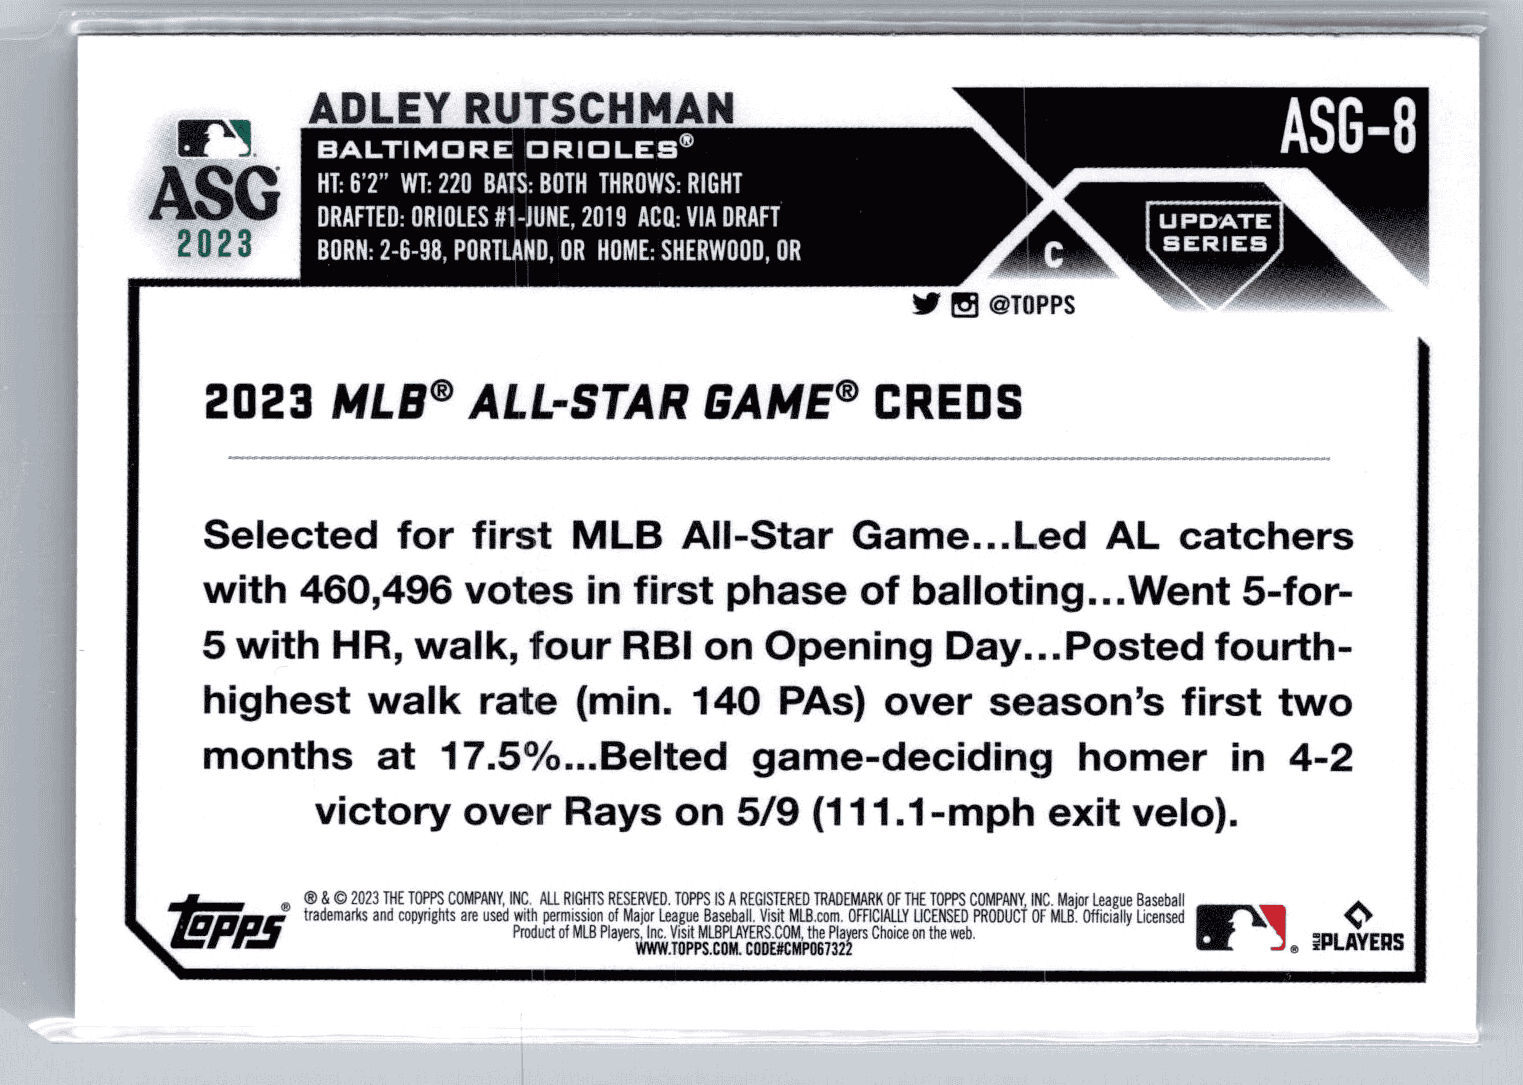 ADLEY RUTSCHMAN
ASG-8
ASG
2023
BALTIMORE ORIOLES®
HT: 6'2" WT: 220 BATS: BOTH THROWS: RIGHT
DRAFTED: ORIOLES #1-JUNE, 2019 ACQ: VIA DRAFT
BORN: 2-6-98, PORTLAND, OR HOME: SHERWOOD, OR
C
UPDATE
SERIES
@TOPPS
2023 MLB® ALL-STAR GAME® CREDS
Selected for first MLB All-Star Game...Led AL catchers
with 460,496 votes in first phase of balloting...Went 5-for-
5 with HR, walk, four RBI on Opening Day...Posted fourth-
highest walk rate (min. 140 PAs) over season's first two
months at 17.5%...Belted game-deciding homer in 4-2
victory over Rays on 5/9 (111.1-mph exit velo).
Topps®
® & © 2023 THE TOPPS COMPANY, INC. ALL RIGHTS RESERVED. TOPPS IS A REGISTERED TRADEMARK OF THE TOPPS COMPANY, INC. Major League Baseball
trademarks and copyrights are used with permission of Major League Baseball. Visit MLB.com. OFFICIALLY LICENSED PRODUCT OF MLB. Officially Licensed
Product of MLB Players, Inc. Visit MLBPLAYERS.COM, the Players Choice on the web.
WWW.TOPPS.COM. CODE#CMP067322
®
MLB PLAYERS